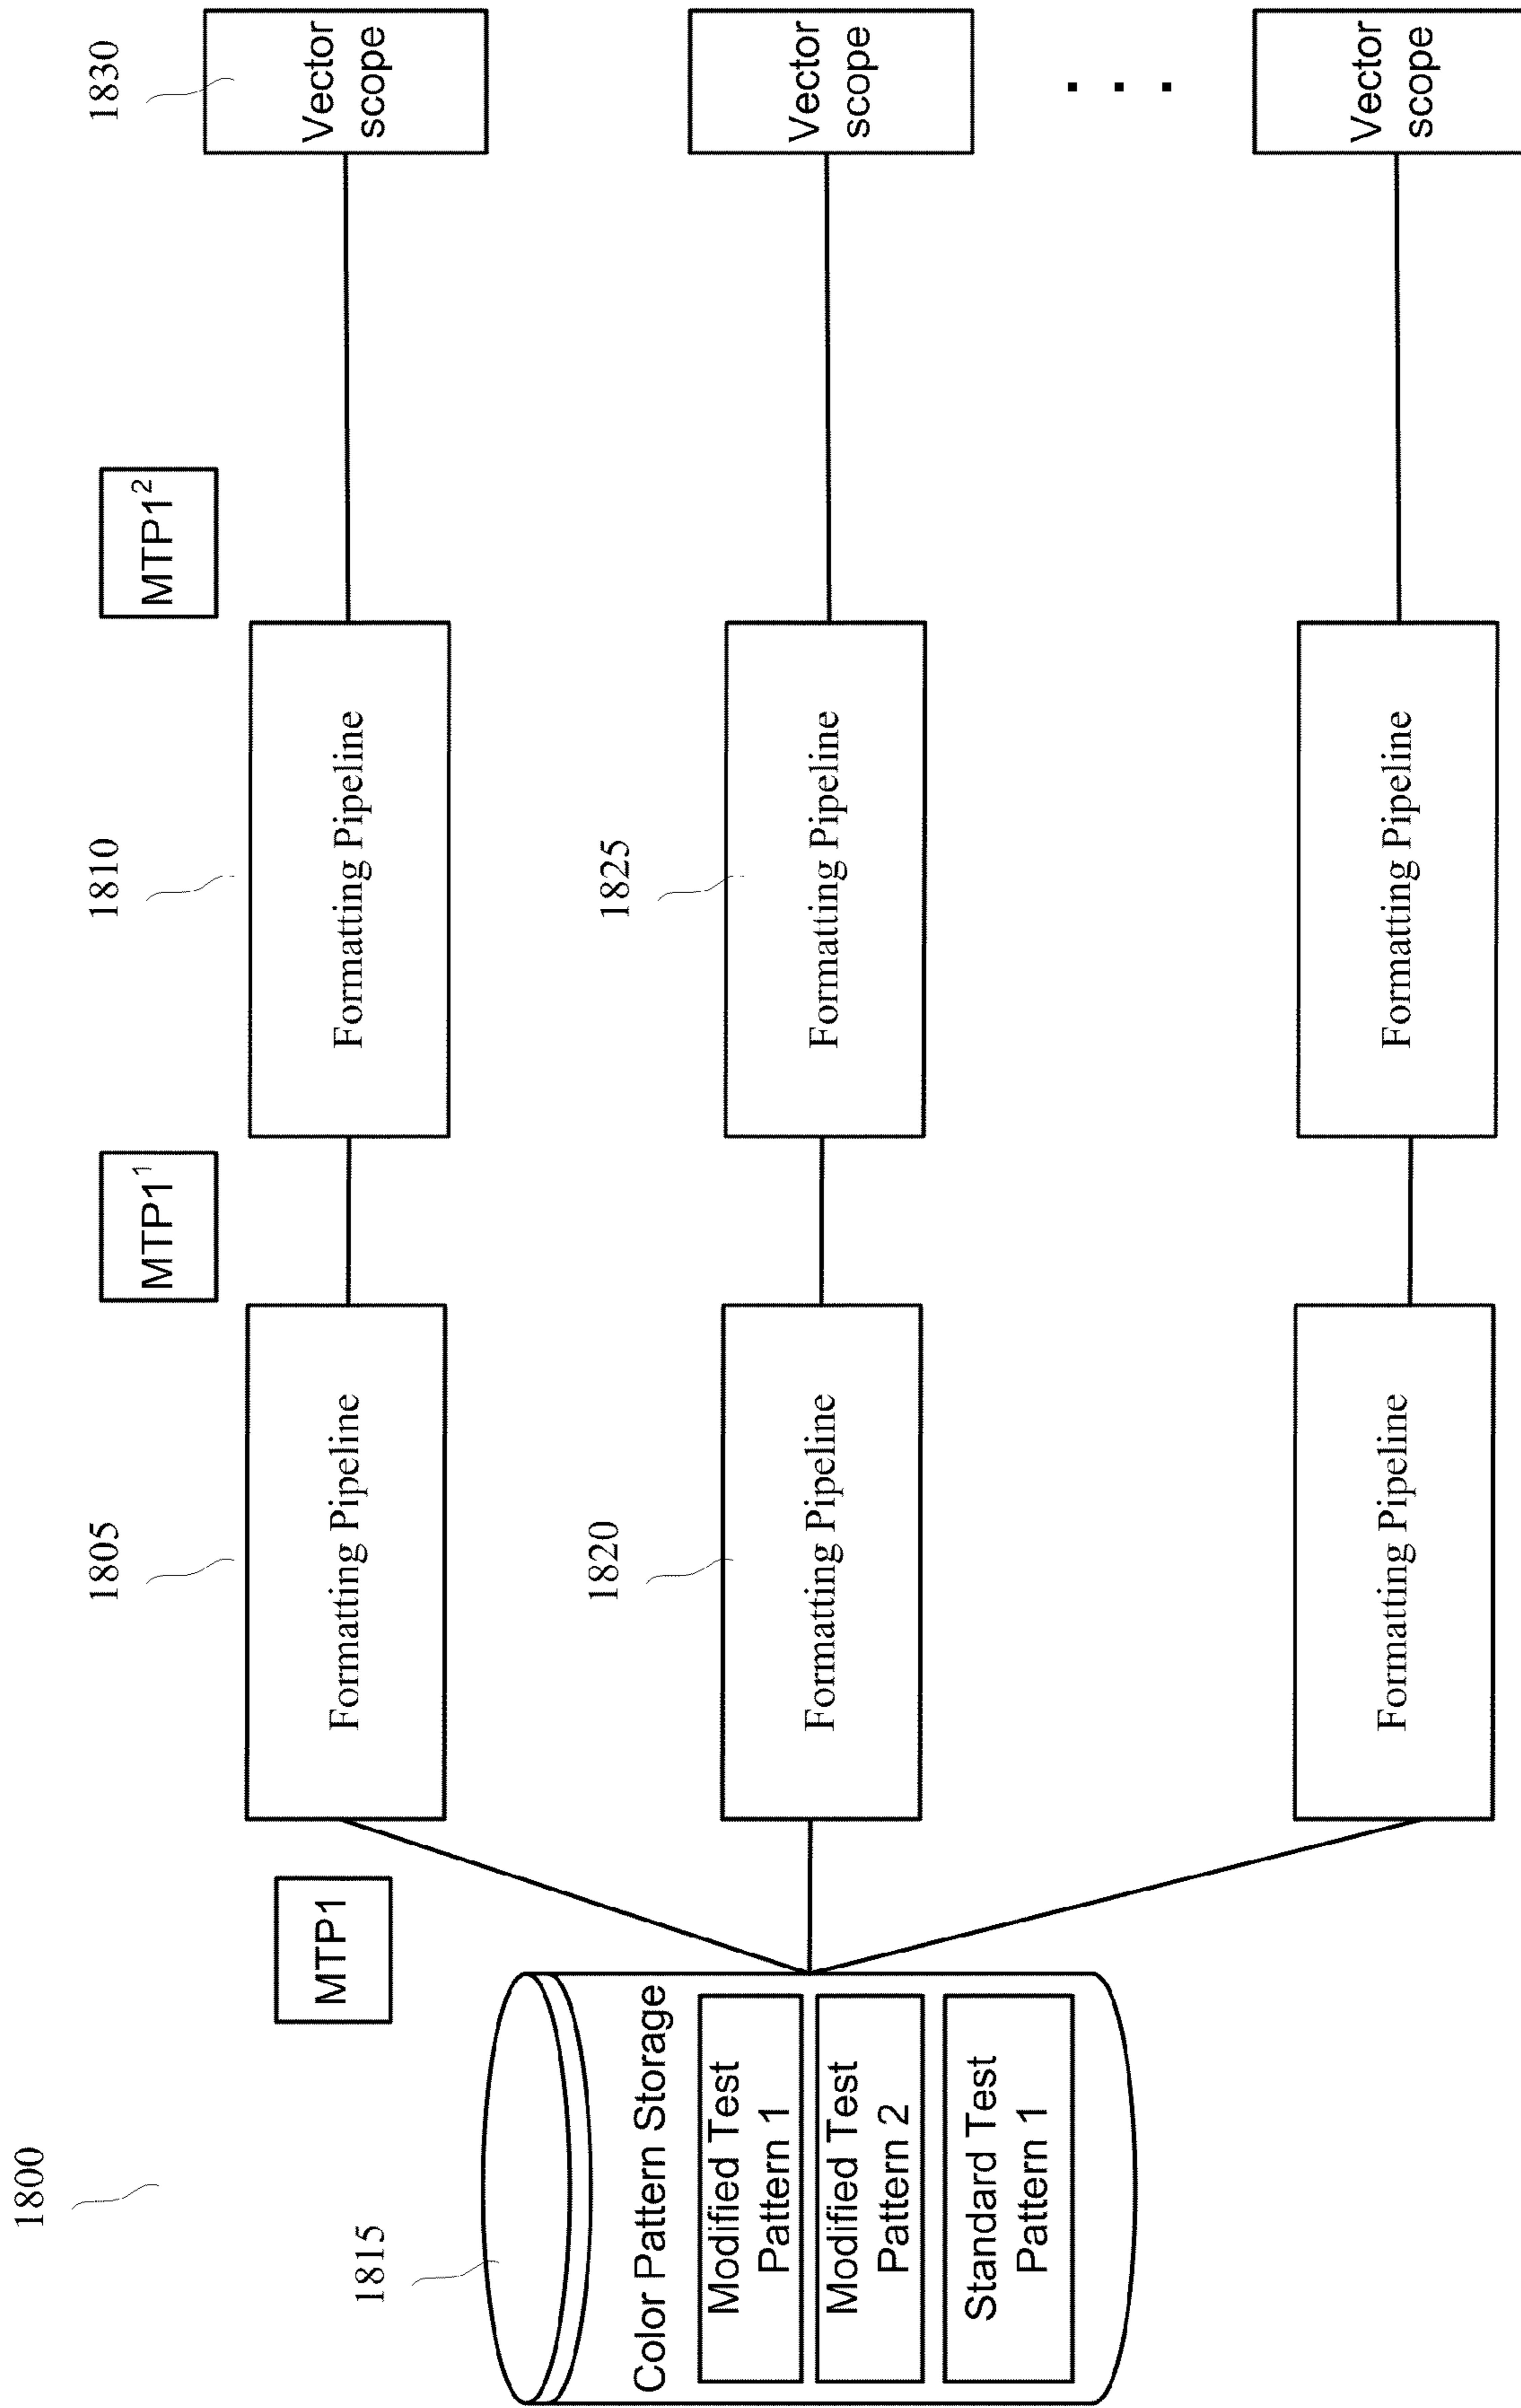 1800
1815
Color Pattern Storage
Modified Test
Pattern 1
Modified Test
Pattern 2
Standard Test
Pattern 1
MTP1
1805
Formatting Pipeline
MTP1¹
1810
Formatting Pipeline
MTP1²
1830
Vector
scope
1820
Formatting Pipeline
1825
Formatting Pipeline
Vector
scope
. . .
Formatting Pipeline
Formatting Pipeline
Vector
scope